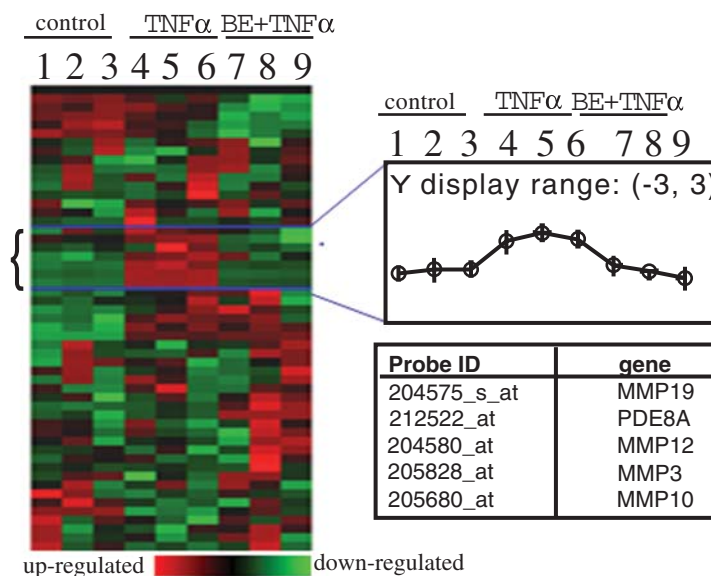 control TNFα BE+TNFα
1 2 3 4 5 6 7 8 9
control TNFα BE+TNFα
1 2 3 4 5 6 7 8 9
Y display range: (-3, 3)
{
Probe ID gene
204575_s_at MMP19
212522_at PDE8A
204580_at MMP12
205828_at MMP3
205680_at MMP10
up-regulated down-regulated